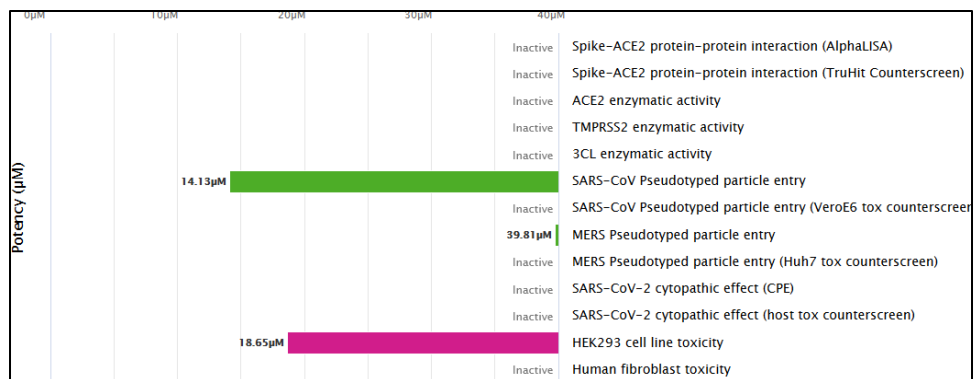 0μM 10μM 20μM 30μM 40μM
Potency (μM)
Inactive Spike-ACE2 protein-protein interaction (AlphaLISA)
Inactive Spike-ACE2 protein-protein interaction (TruHit Counterscreen)
Inactive ACE2 enzymatic activity
Inactive TMPRSS2 enzymatic activity
Inactive 3CL enzymatic activity
14.13μM SARS-CoV Pseudotyped particle entry
Inactive SARS-CoV Pseudotyped particle entry (VeroE6 tox counterscreen
39.81μM MERS Pseudotyped particle entry
Inactive MERS Pseudotyped particle entry (Huh7 tox counterscreen)
Inactive SARS-CoV-2 cytopathic effect (CPE)
Inactive SARS-CoV-2 cytopathic effect (host tox counterscreen)
18.65μM HEK293 cell line toxicity
Inactive Human fibroblast toxicity